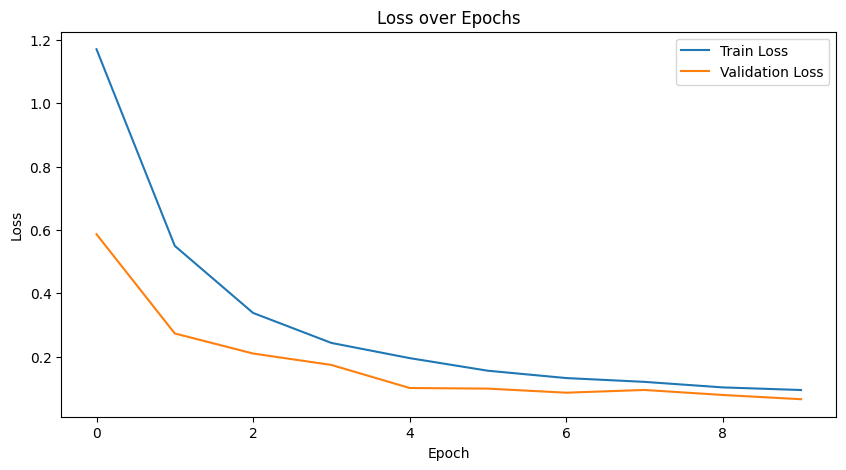 Loss over Epochs
1.2
1.0
0.8
0.6
0.4
0.2
Loss
Train Loss
Validation Loss
0 2 4 6 8
Epoch